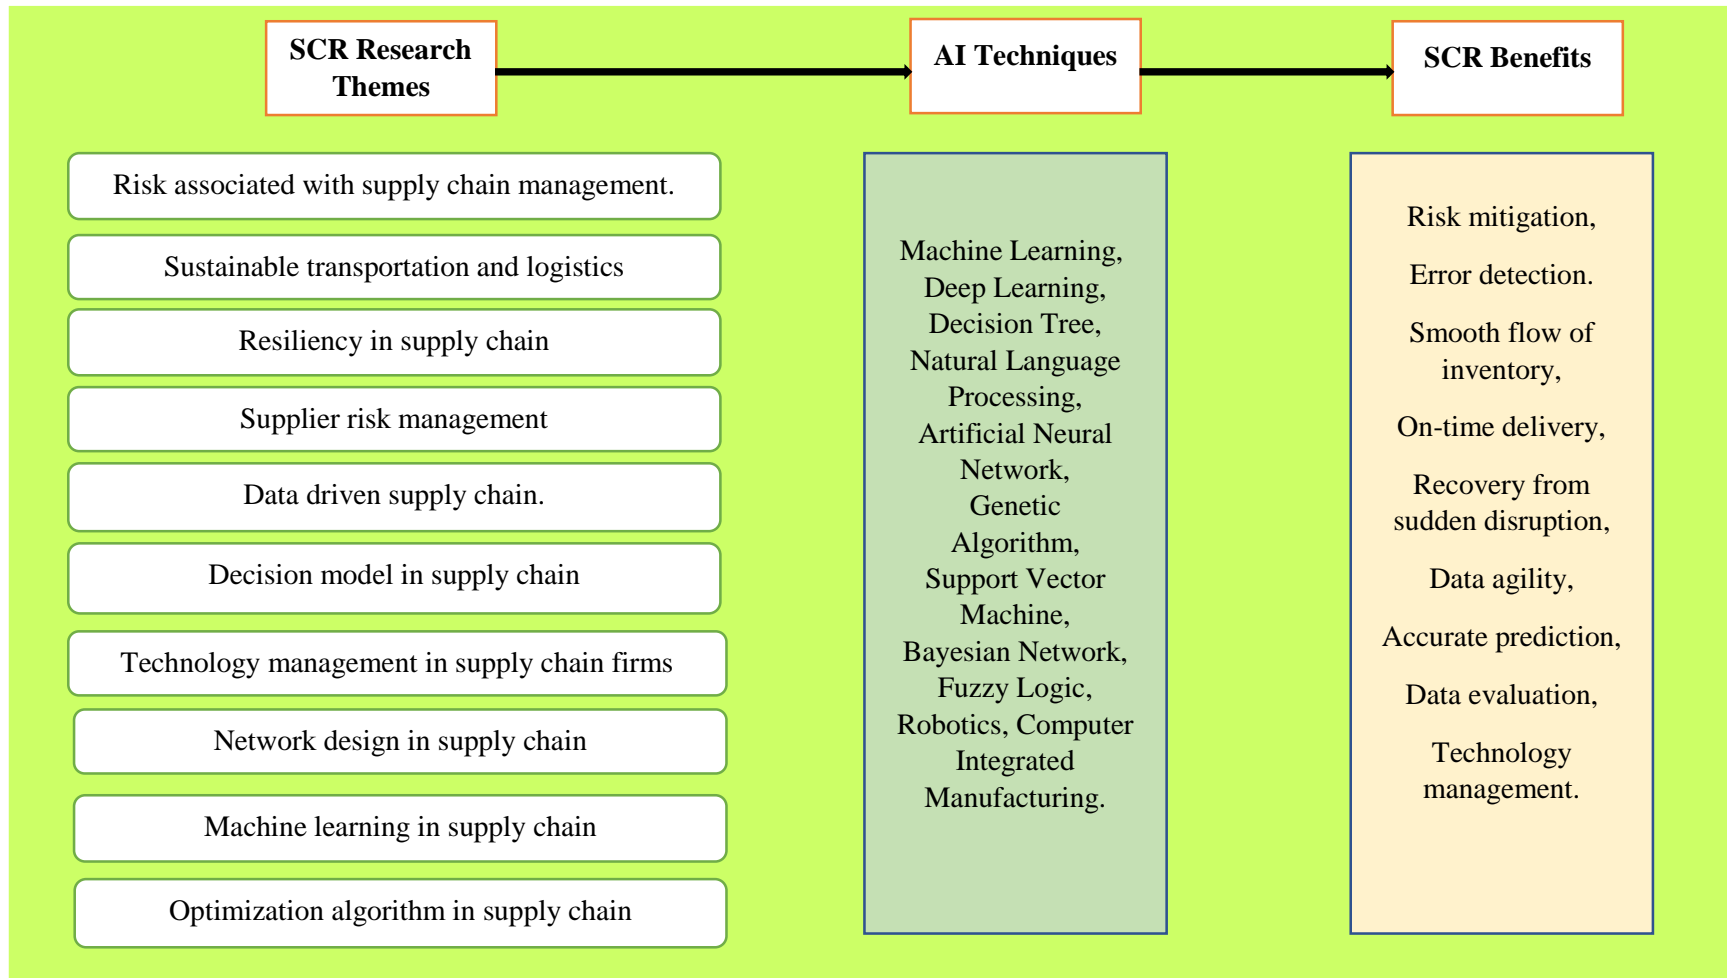 SCR Research
Themes
AI Techniques
SCR Benefits
Risk associated with supply chain management.
Sustainable transportation and logistics
Resiliency in supply chain
Supplier risk management
Data driven supply chain.
Decision model in supply chain
Technology management in supply chain firms
Network design in supply chain
Machine learning in supply chain
Optimization algorithm in supply chain
Machine Learning,
Deep Learning,
Decision Tree,
Natural Language
Processing,
Artificial Neural
Network,
Genetic
Algorithm,
Support Vector
Machine,
Bayesian Network,
Fuzzy Logic,
Robotics, Computer
Integrated
Manufacturing.
Risk mitigation,
Error detection.
Smooth flow of
inventory,
On-time delivery,
Recovery from
sudden disruption,
Data agility,
Accurate prediction,
Data evaluation,
Technology
management.